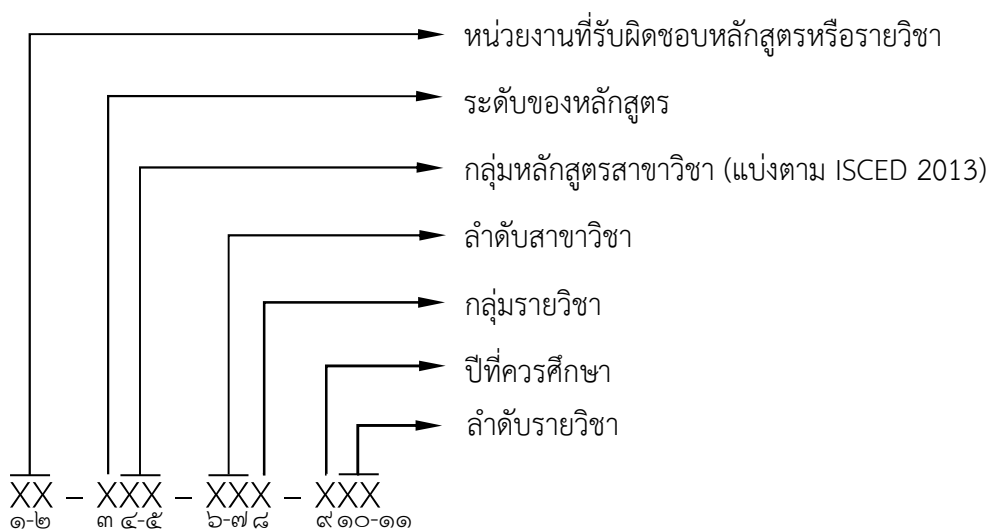 หน่วยงานที่รับผิดชอบหลักสูตรหรือรายวิชา
ระดับของหลักสูตร
กลุ่มหลักสูตรสาขาวิชา (แบ่งตาม ISCED 2013)
ลำดับสาขาวิชา
กลุ่มรายวิชา
ปีที่ควรศึกษา
ลำดับรายวิชา
XX – XXX – XXX – XXX
๑-๒ ๓ ๔-๕ ๖-๗ ๘ ๙ ๑๐-๑๑